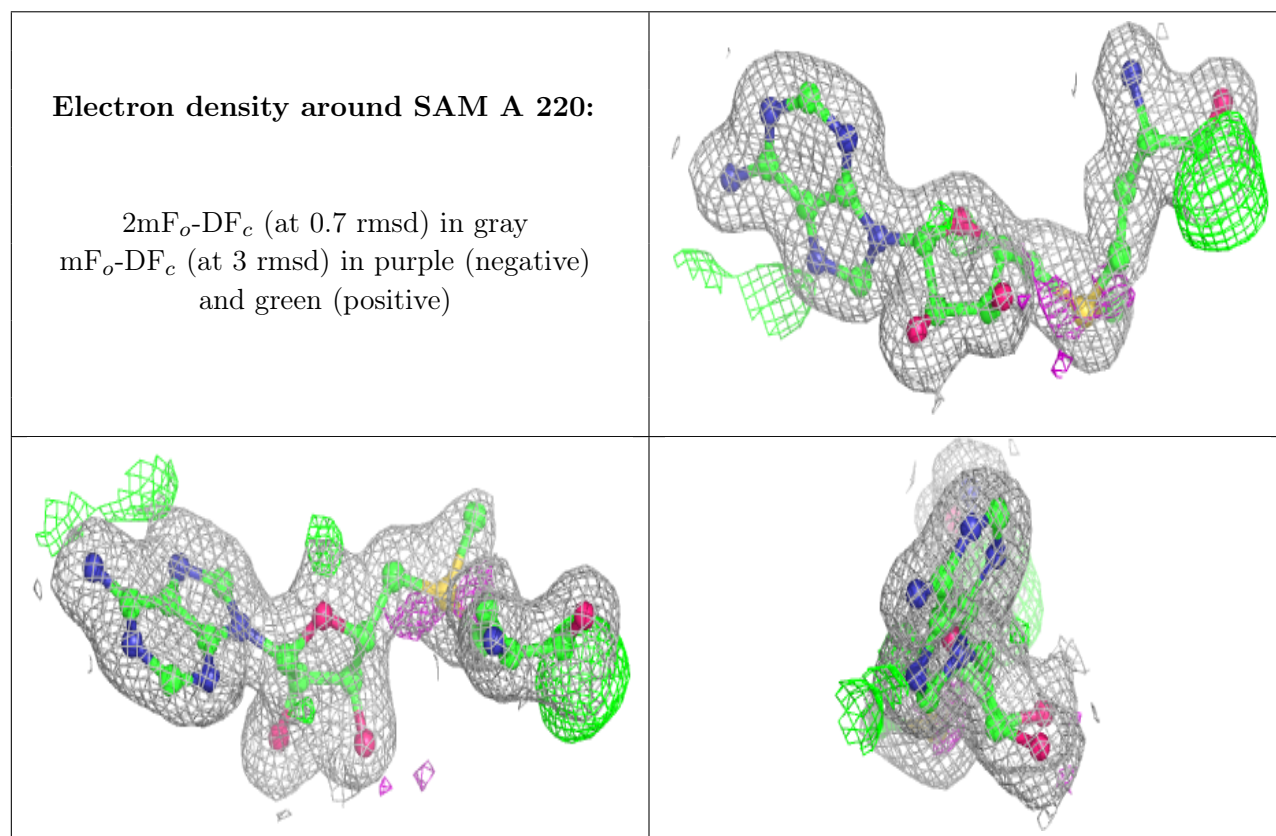 Electron density around SAM A 220:
2mFo-DFc (at 0.7 rmsd) in gray
mFo-DFc (at 3 rmsd) in purple (negative)
and green (positive)